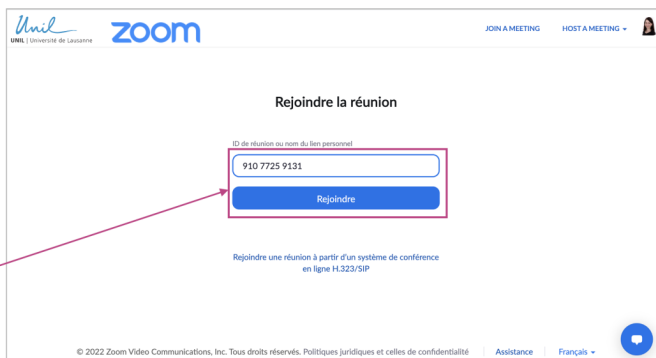 Unil
UNIL | Université de Lausanne
zoom
JOIN A MEETING
HOST A MEETING
Rejoindre la réunion
ID de réunion ou nom du lien personnel
910 7725 9131
Rejoindre
Rejoindre une réunion à partir d'un système de conférence
en ligne H.323/SIP
© 2022 Zoom Video Communications, Inc. Tous droits réservés. Politiques juridiques et celles de confidentialité | Assistance | Français